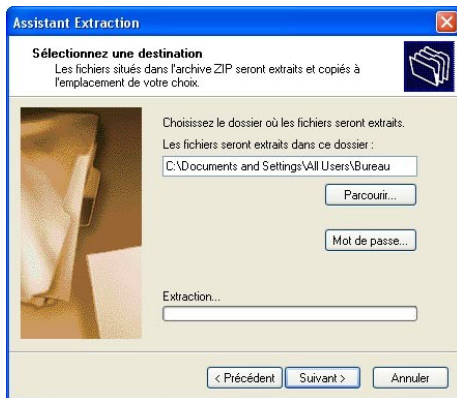 Assistant Extraction
Sélectionnez une destination
Les fichiers situés dans l'archive ZIP seront extraits et copiés à
l'emplacement de votre choix.
Choisissez le dossier où les fichiers seront extraits.
Les fichiers seront extraits dans ce dossier :
C:\Documents and Settings\All Users\Bureau
Parcourir...
Mot de passe...
Extraction...
< Précédent
Suivant >
Annuler